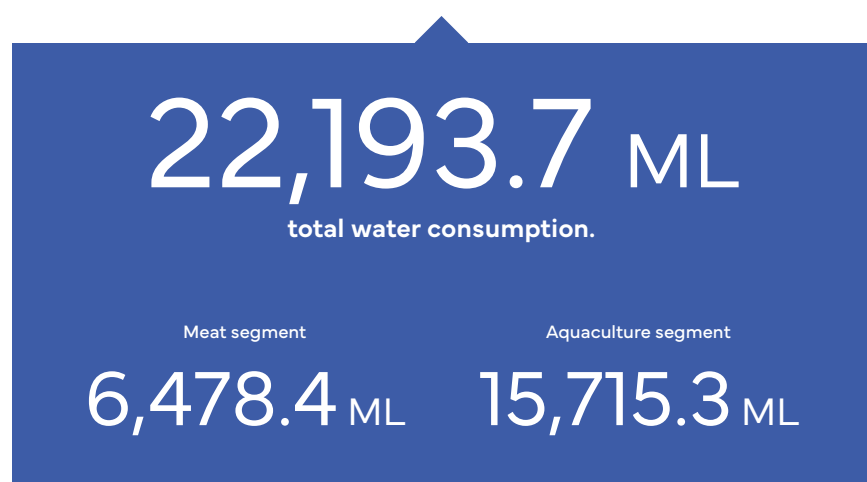 22,193.7 ML
total water consumption.
Meat segment
Aquaculture segment
6,478.4 ML
15,715.3 ML